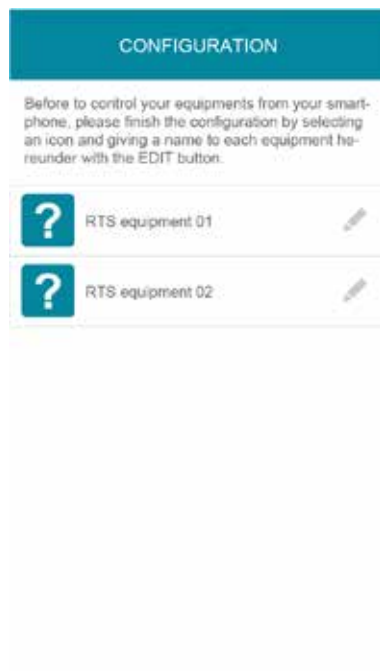 CONFIGURATION
Before to control your equipments from your smart-
phone, please finish the configuration by selecting
an icon and giving a name to each equipment he-
reunder with the EDIT button.
? RTS equipment 01
? RTS equipment 02